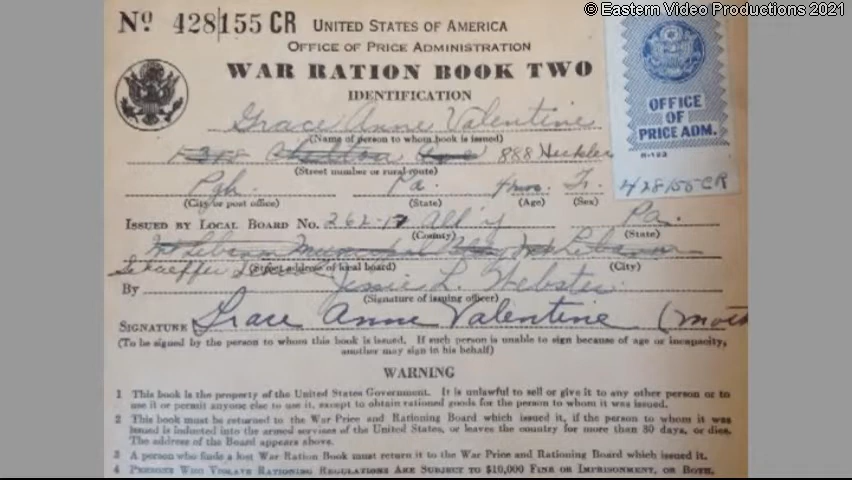 © Eastern Video Productions 2021
Nº 428155 CR UNITED STATES OF AMERICA
OFFICE OF PRICE ADMINISTRATION
WAR RATION BOOK TWO
IDENTIFICATION
OFFICE
OF
PRICE ADM.
R-122
428155 CR
Grace Anne Valentine
(Name of person to whom book is issued)
888
(Street number or rural route)
Pgh. Pa. 4 mos.
(City or post office) (State) (Age) (Sex)
ISSUED BY LOCAL BOARD No. 262-17 All'y Pa.
(County) (State)
Mt Lebanon Municipal Bldg Mt Lebanon
(Street address of local board) (City)
Schaeffer
By Jessie L. Webster
(Signature of issuing officer)
SIGNATURE Grace Anne Valentine
(To be signed by the person to whom this book is issued. If such person is unable to sign because of age or incapacity,
another may sign in his behalf)
WARNING
1 This book is the property of the United States Government. It is unlawful to sell or give it to any other person or to
use it or permit anyone else to use it, except to obtain rationed goods for the person to whom it was issued.
2 This book must be returned to the War Price and Rationing Board which issued it, if the person to whom it was
issued is inducted into the armed services of the United States, or leaves the country for more than 30 days, or dies.
The address of the Board appears above.
3 A person who finds a lost War Ration Book must return it to the War Price and Rationing Board which issued it.
4 PERSONS WHO VIOLATE RATIONING REGULATIONS ARE SUBJECT TO $10,000 FINE OR IMPRISONMENT, OR BOTH.